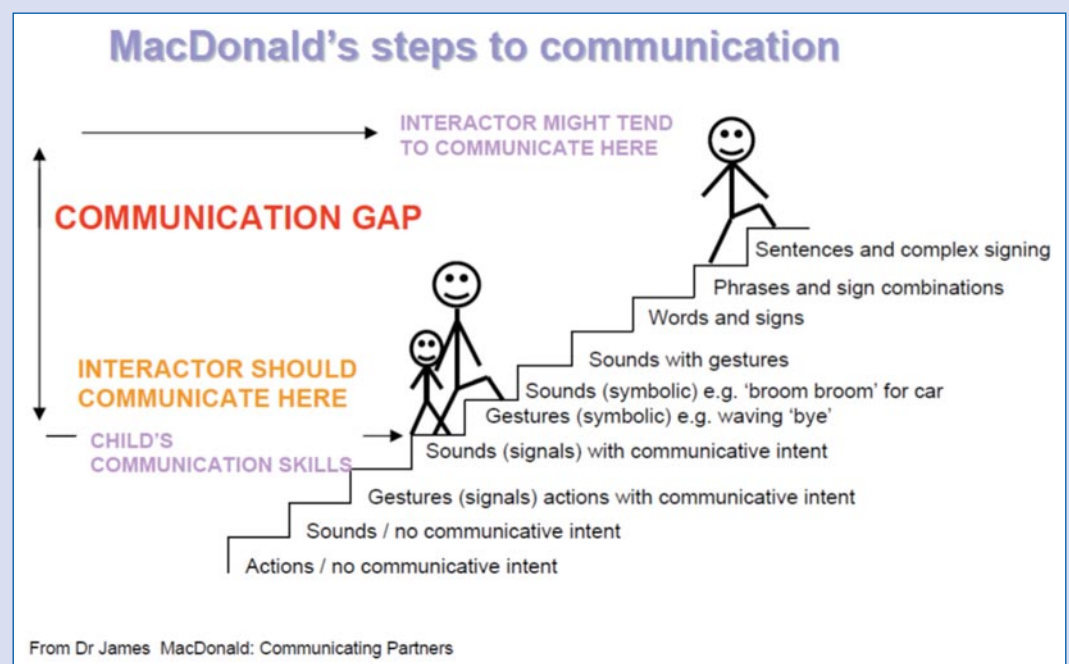 MacDonald's steps to communication
INTERACTOR MIGHT TEND
TO COMMUNICATE HERE
COMMUNICATION GAP
Sentences and complex signing
Phrases and sign combinations
Words and signs
Sounds with gestures
INTERACTOR SHOULD
COMMUNICATE HERE
Sounds (symbolic) e.g. 'broom broom' for car
Gestures (symbolic) e.g. waving 'bye'
CHILD'S
COMMUNICATION SKILLS
Sounds (signals) with communicative intent
Gestures (signals) actions with communicative intent
Sounds / no communicative intent
Actions / no communicative intent
From Dr James MacDonald: Communicating Partners